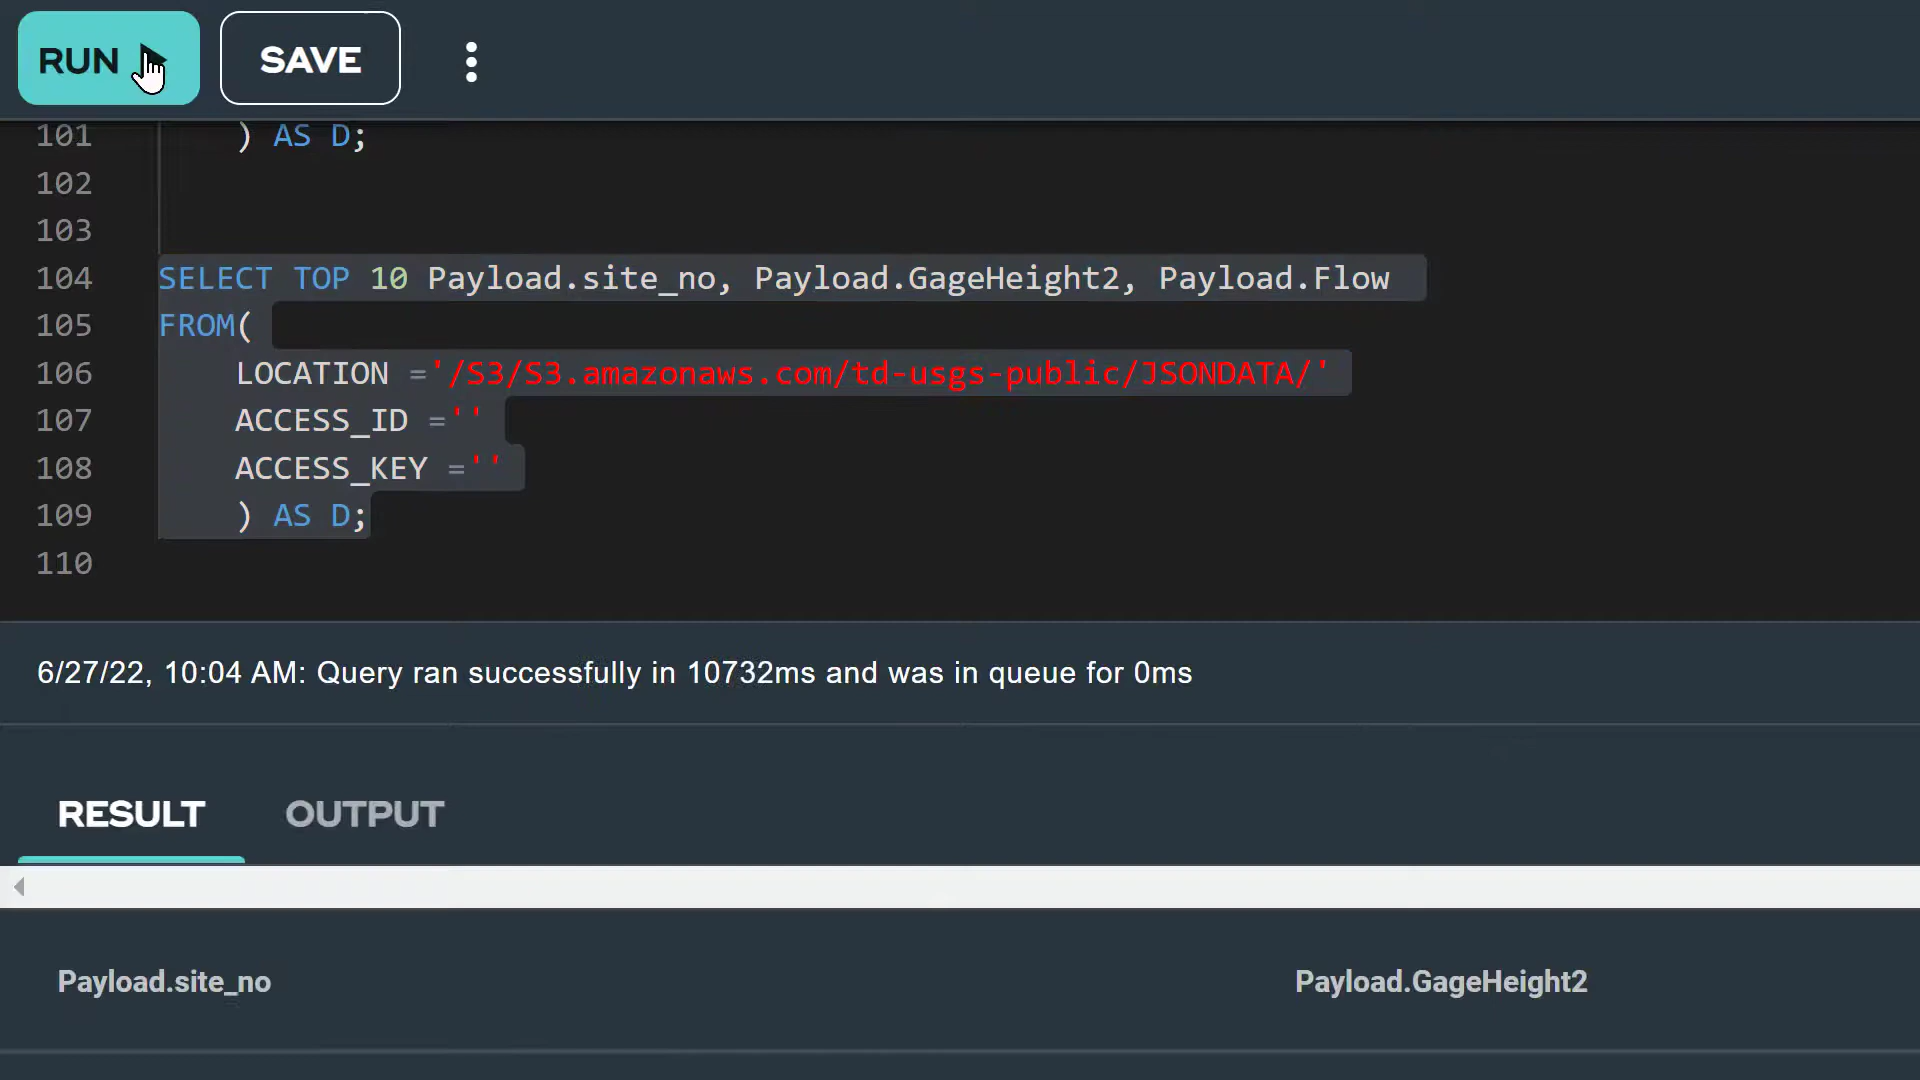 RUN
SAVE
101 ) AS D;
102
103
104 SELECT TOP 10 Payload.site_no, Payload.GageHeight2, Payload.Flow
105 FROM(
106 LOCATION ='/S3/S3.amazonaws.com/td-usgs-public/JSONDATA/'
107 ACCESS_ID =''
108 ACCESS_KEY =''
109 ) AS D;
110
6/27/22, 10:04 AM: Query ran successfully in 10732ms and was in queue for 0ms
RESULT OUTPUT
Payload.site_no Payload.GageHeight2